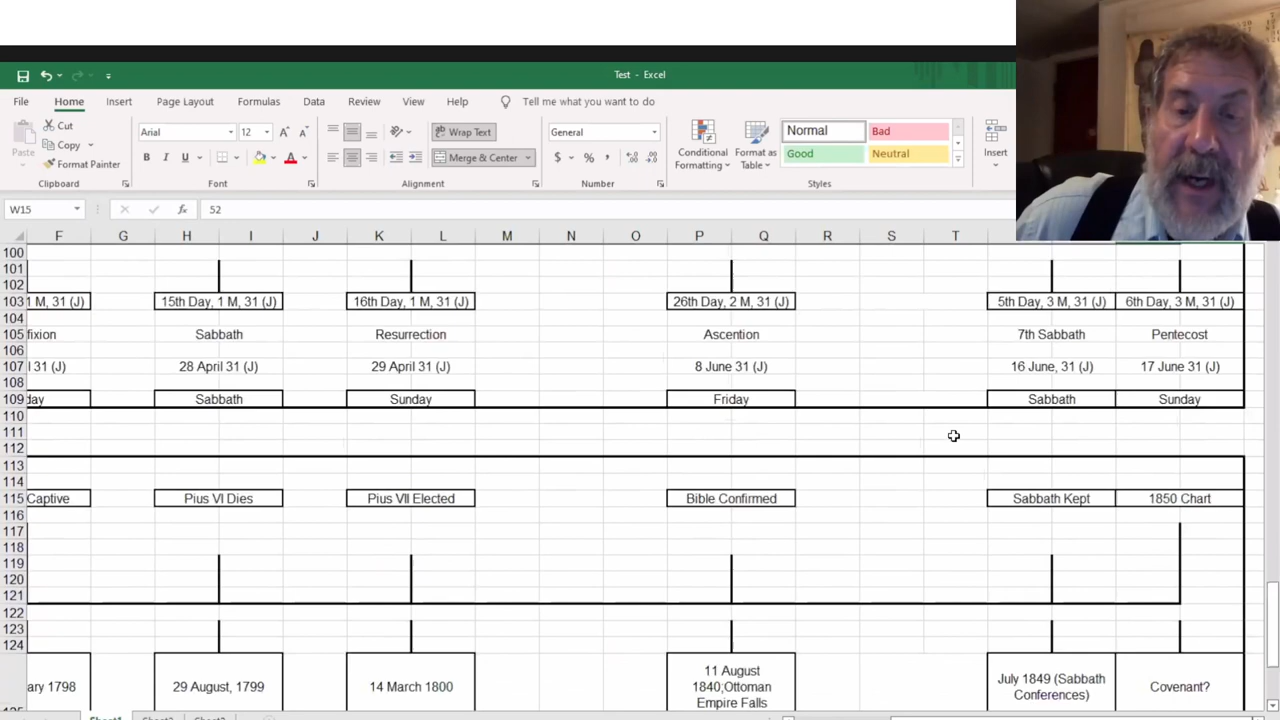 Test - Excel
File Home Insert Page Layout Formulas Data Review View Help Tell me what you want to do
Paste Cut Copy Format Painter Clipboard
Arial 12 B I U A Font
Wrap Text Merge & Center Alignment
General $ % , Number
Conditional Formatting Format as Table Normal Bad Good Neutral Styles
Insert
W15 fx 52
F G H I J K L M N O P Q R S T
100
101
102
103 1 M, 31 (J) 15th Day, 1 M, 31 (J) 16th Day, 1 M, 31 (J) 26th Day, 2 M, 31 (J) 5th Day, 3 M, 31 (J) 6th Day, 3 M, 31 (J)
104
105 fixion Sabbath Resurrection Ascention 7th Sabbath Pentecost
106
107 l 31 (J) 28 April 31 (J) 29 April 31 (J) 8 June 31 (J) 16 June, 31 (J) 17 June 31 (J)
108
109 day Sabbath Sunday Friday Sabbath Sunday
110
111
112
113
114
115 Captive Pius VI Dies Pius VII Elected Bible Confirmed Sabbath Kept 1850 Chart
116
117
118
119
120
121
122
123
124
ary 1798 29 August, 1799 14 March 1800 11 August 1840;Ottoman Empire Falls July 1849 (Sabbath Conferences) Covenant?